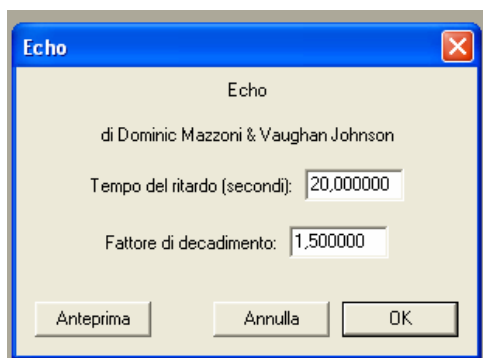 Echo
Echo
di Dominic Mazzoni & Vaughan Johnson
Tempo del ritardo (secondi): 20,000000
Fattore di decadimento: 1,500000
Anteprima Annulla OK